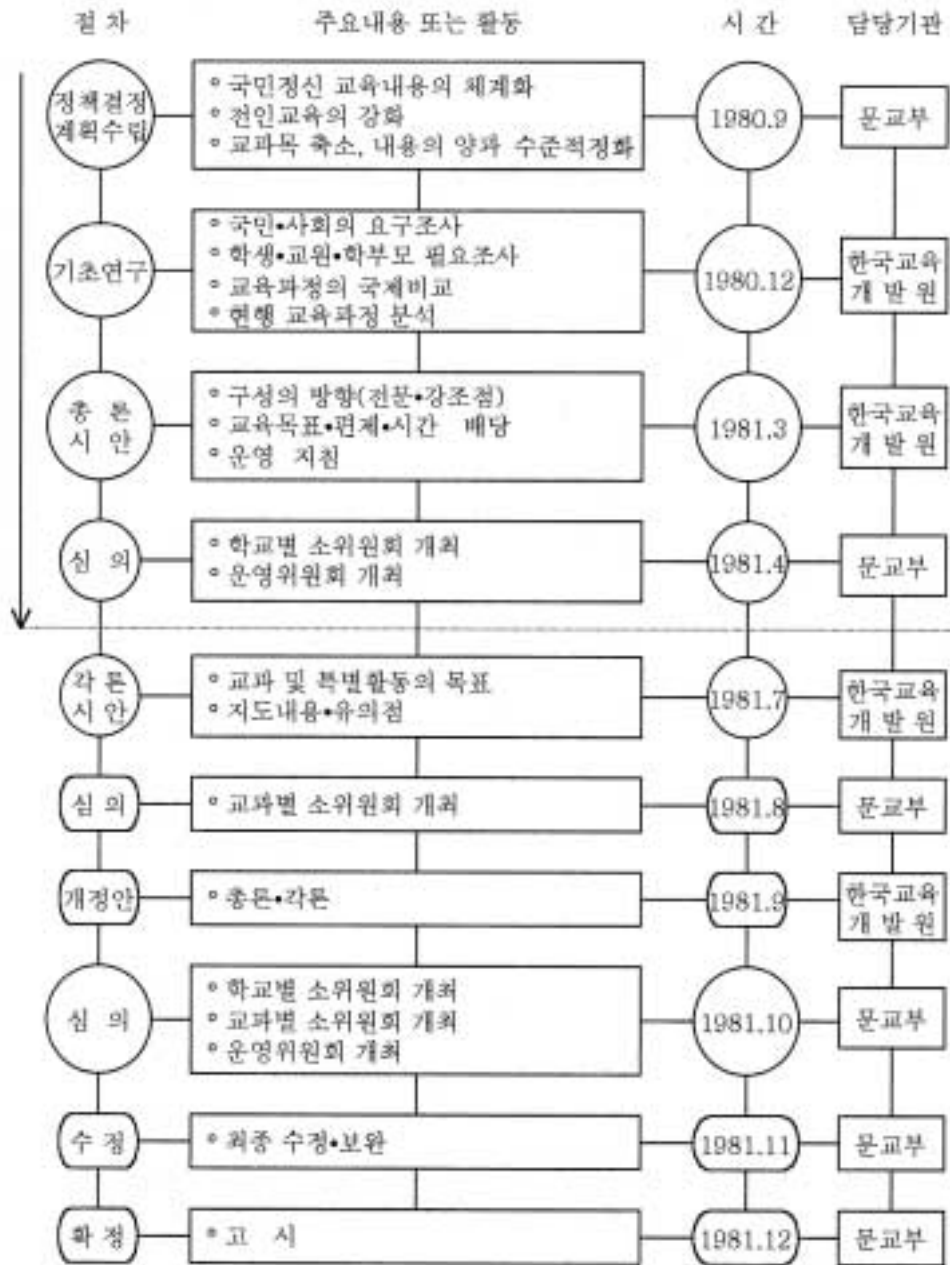 절 차 주요내용 또는 활동 시 간 담당기관
정책결정
계획수립
∘ 국민정신 교육내용의 체계화
∘ 전인교육의 강화
∘ 교과목 축소, 내용의 양과 수준적정화
1980.9
문교부
기초연구
∘ 국민•사회의 요구조사
∘ 학생•교원•학부모 필요조사
∘ 교육과정의 국제비교
∘ 현행 교육과정 분석
1980.12
한국교육
개 발 원
총 론
시 안
∘ 구성의 방향(전문•강조점)
∘ 교육목표•편제•시간 배당
∘ 운영 지침
1981.3
한국교육
개 발 원
심 의
∘ 학교별 소위원회 개최
∘ 운영위원회 개최
1981.4
문교부
각 론
시 안
∘ 교과 및 특별활동의 목표
∘ 지도내용•유의점
1981.7
한국교육
개 발 원
심 의
∘ 교과별 소위원회 개최
1981.8
문교부
개정안
∘ 총론•각론
1981.9
한국교육
개 발 원
심 의
∘ 학교별 소위원회 개최
∘ 교과별 소위원회 개최
∘ 운영위원회 개최
1981.10
문교부
수 정
∘ 최종 수정•보완
1981.11
문교부
확 정
∘ 고 시
1981.12
문교부